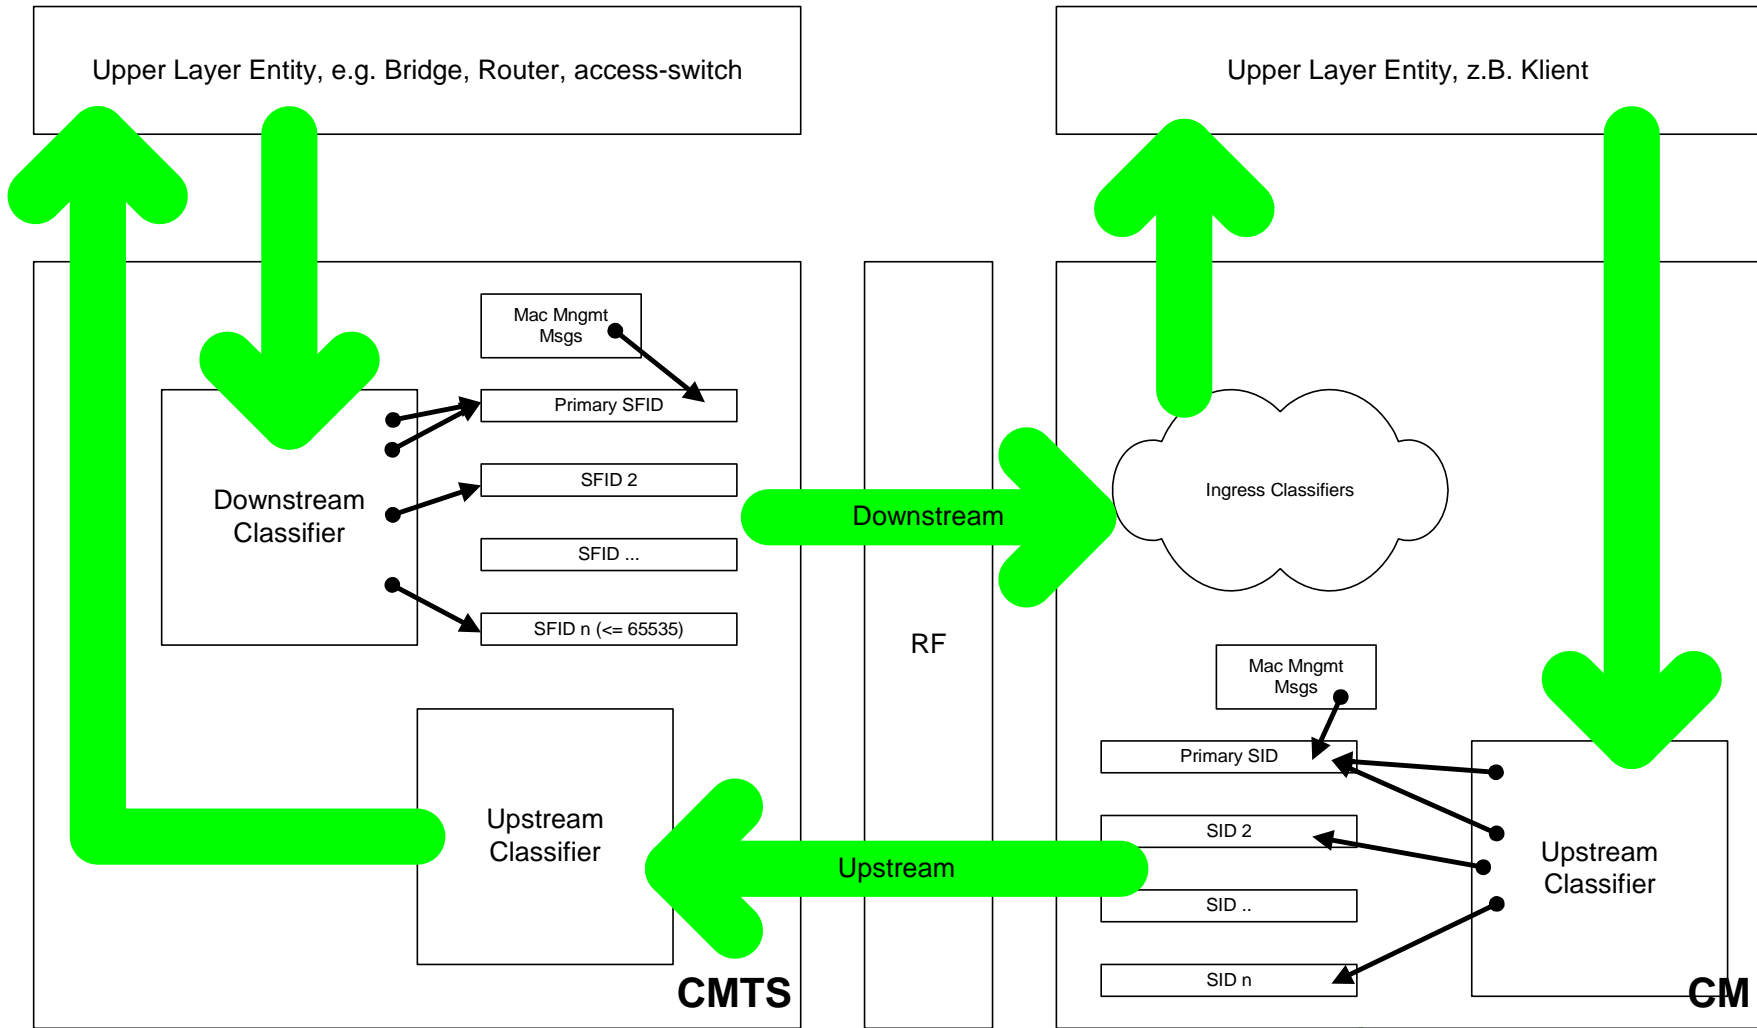 Upper Layer Entity, e.g. Bridge, Router, access-switch
Upper Layer Entity, z.B. Klient
Mac Mngmt
Msgs
Primary SFID
Downstream
Classifier
SFID 2
SFID ...
SFID n (<= 65535)
Downstream
Ingress Classifiers
RF
Mac Mngmt
Msgs
Primary SID
SID 2
SID ..
SID n
Upstream
Classifier
Upstream
Upstream
Classifier
CMTS
CM